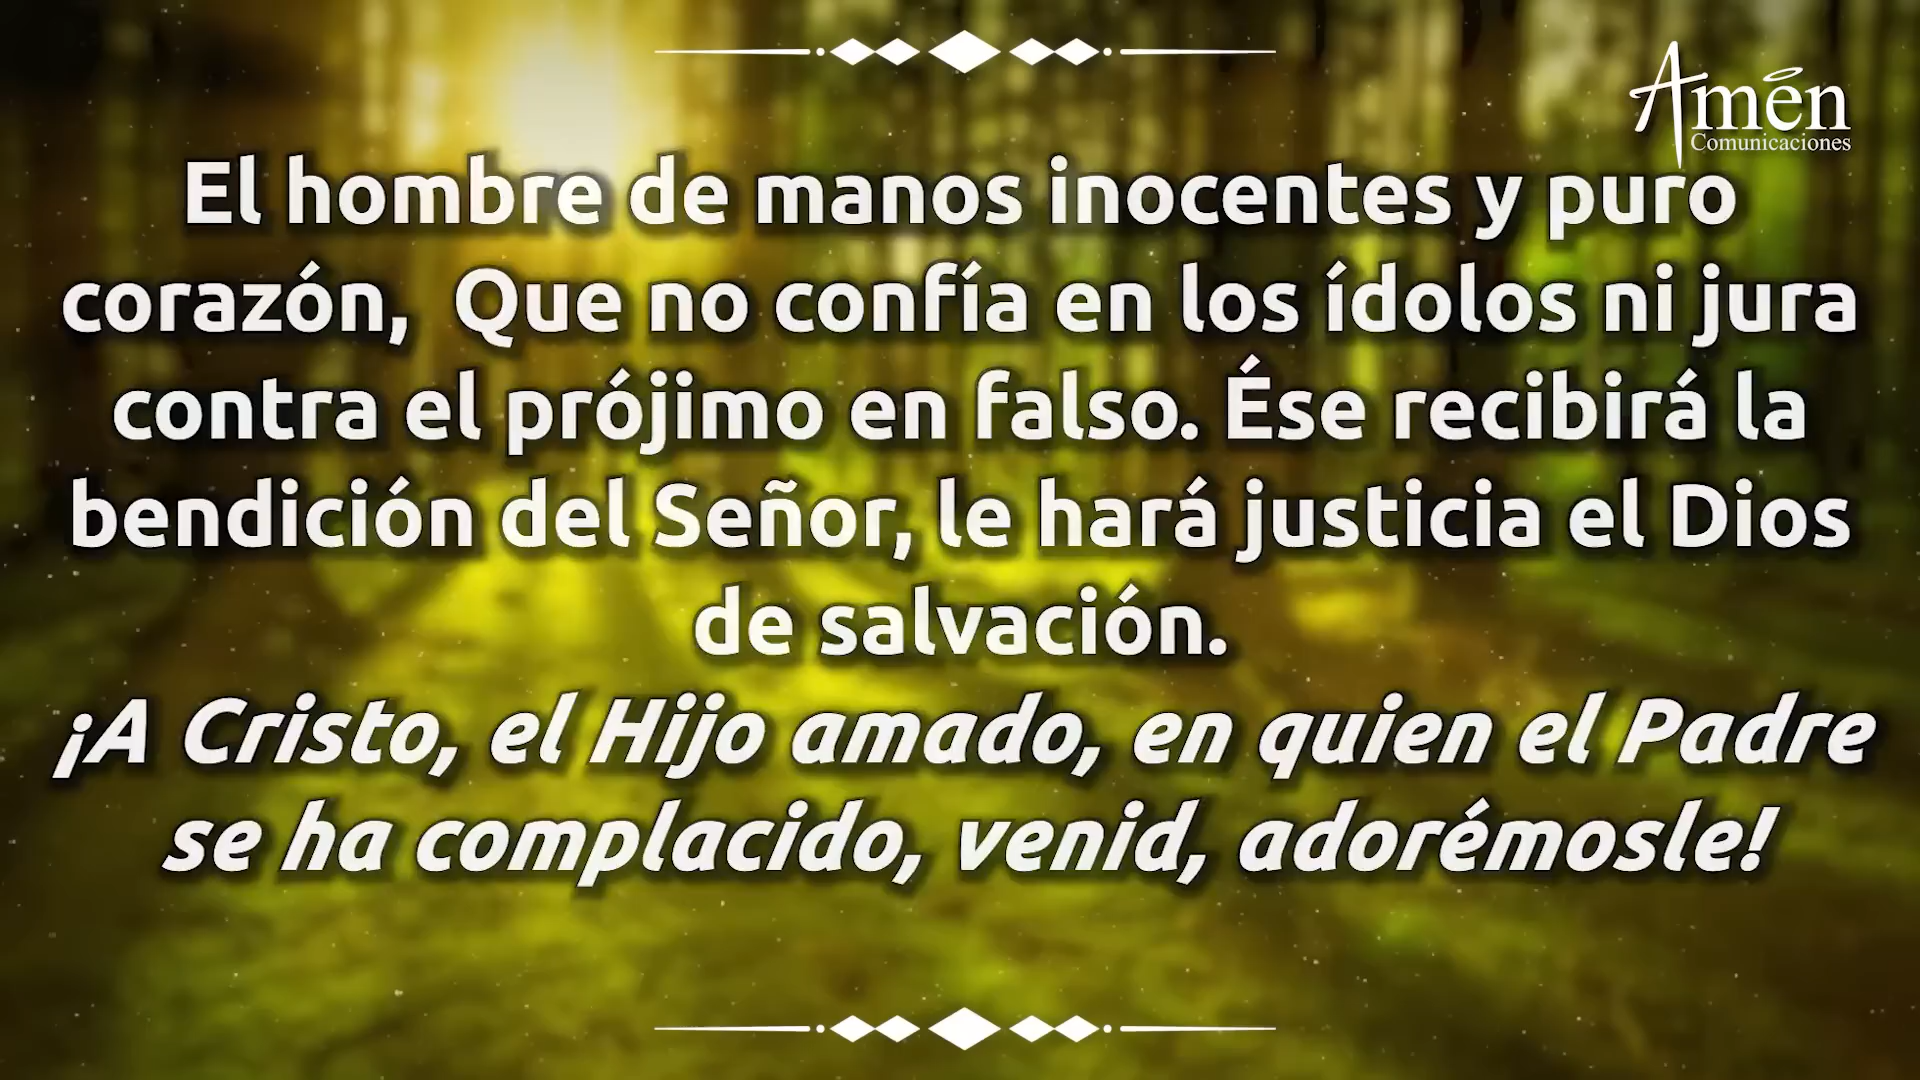 Amén
Comunicaciones
El hombre de manos inocentes y puro
corazón,  Que no confía en los ídolos ni jura
contra el prójimo en falso. Ése recibirá la
bendición del Señor, le hará justicia el Dios
de salvación.
¡A Cristo, el Hijo amado, en quien el Padre
se ha complacido, venid, adorémosle!